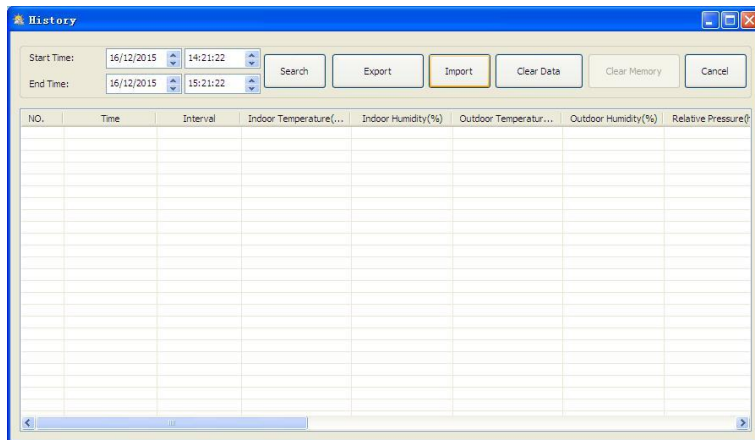 History
Start Time: 16/12/2015 14:21:22
End Time: 16/12/2015 15:21:22
Search Export Import Clear Data Clear Memory Cancel
NO. Time Interval Indoor Temperature(... Indoor Humidity(%) Outdoor Temperatur... Outdoor Humidity(%) Relative Pressure(h